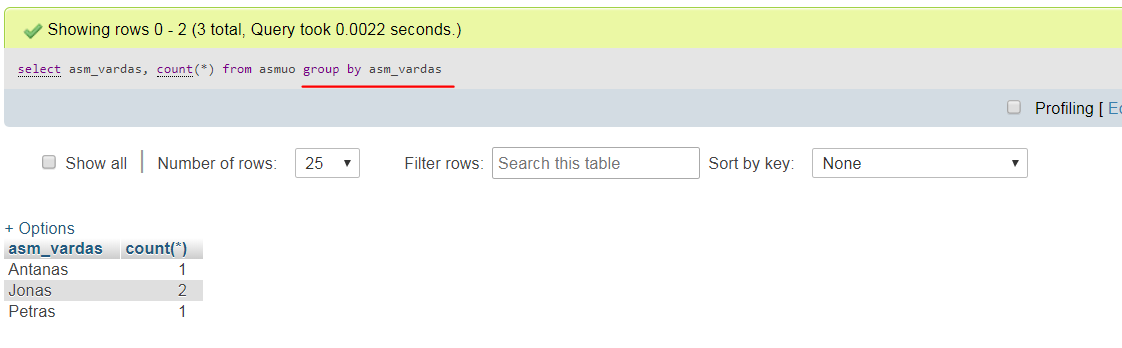 Showing rows 0 - 2 (3 total, Query took 0.0022 seconds.)
select asm_vardas, count(*) from asmuo group by asm_vardas
Profiling [
Show all | Number of rows: 25 Filter rows: Search this table Sort by key: None
+ Options
asm_vardas count(*)
Antanas 1
Jonas 2
Petras 1